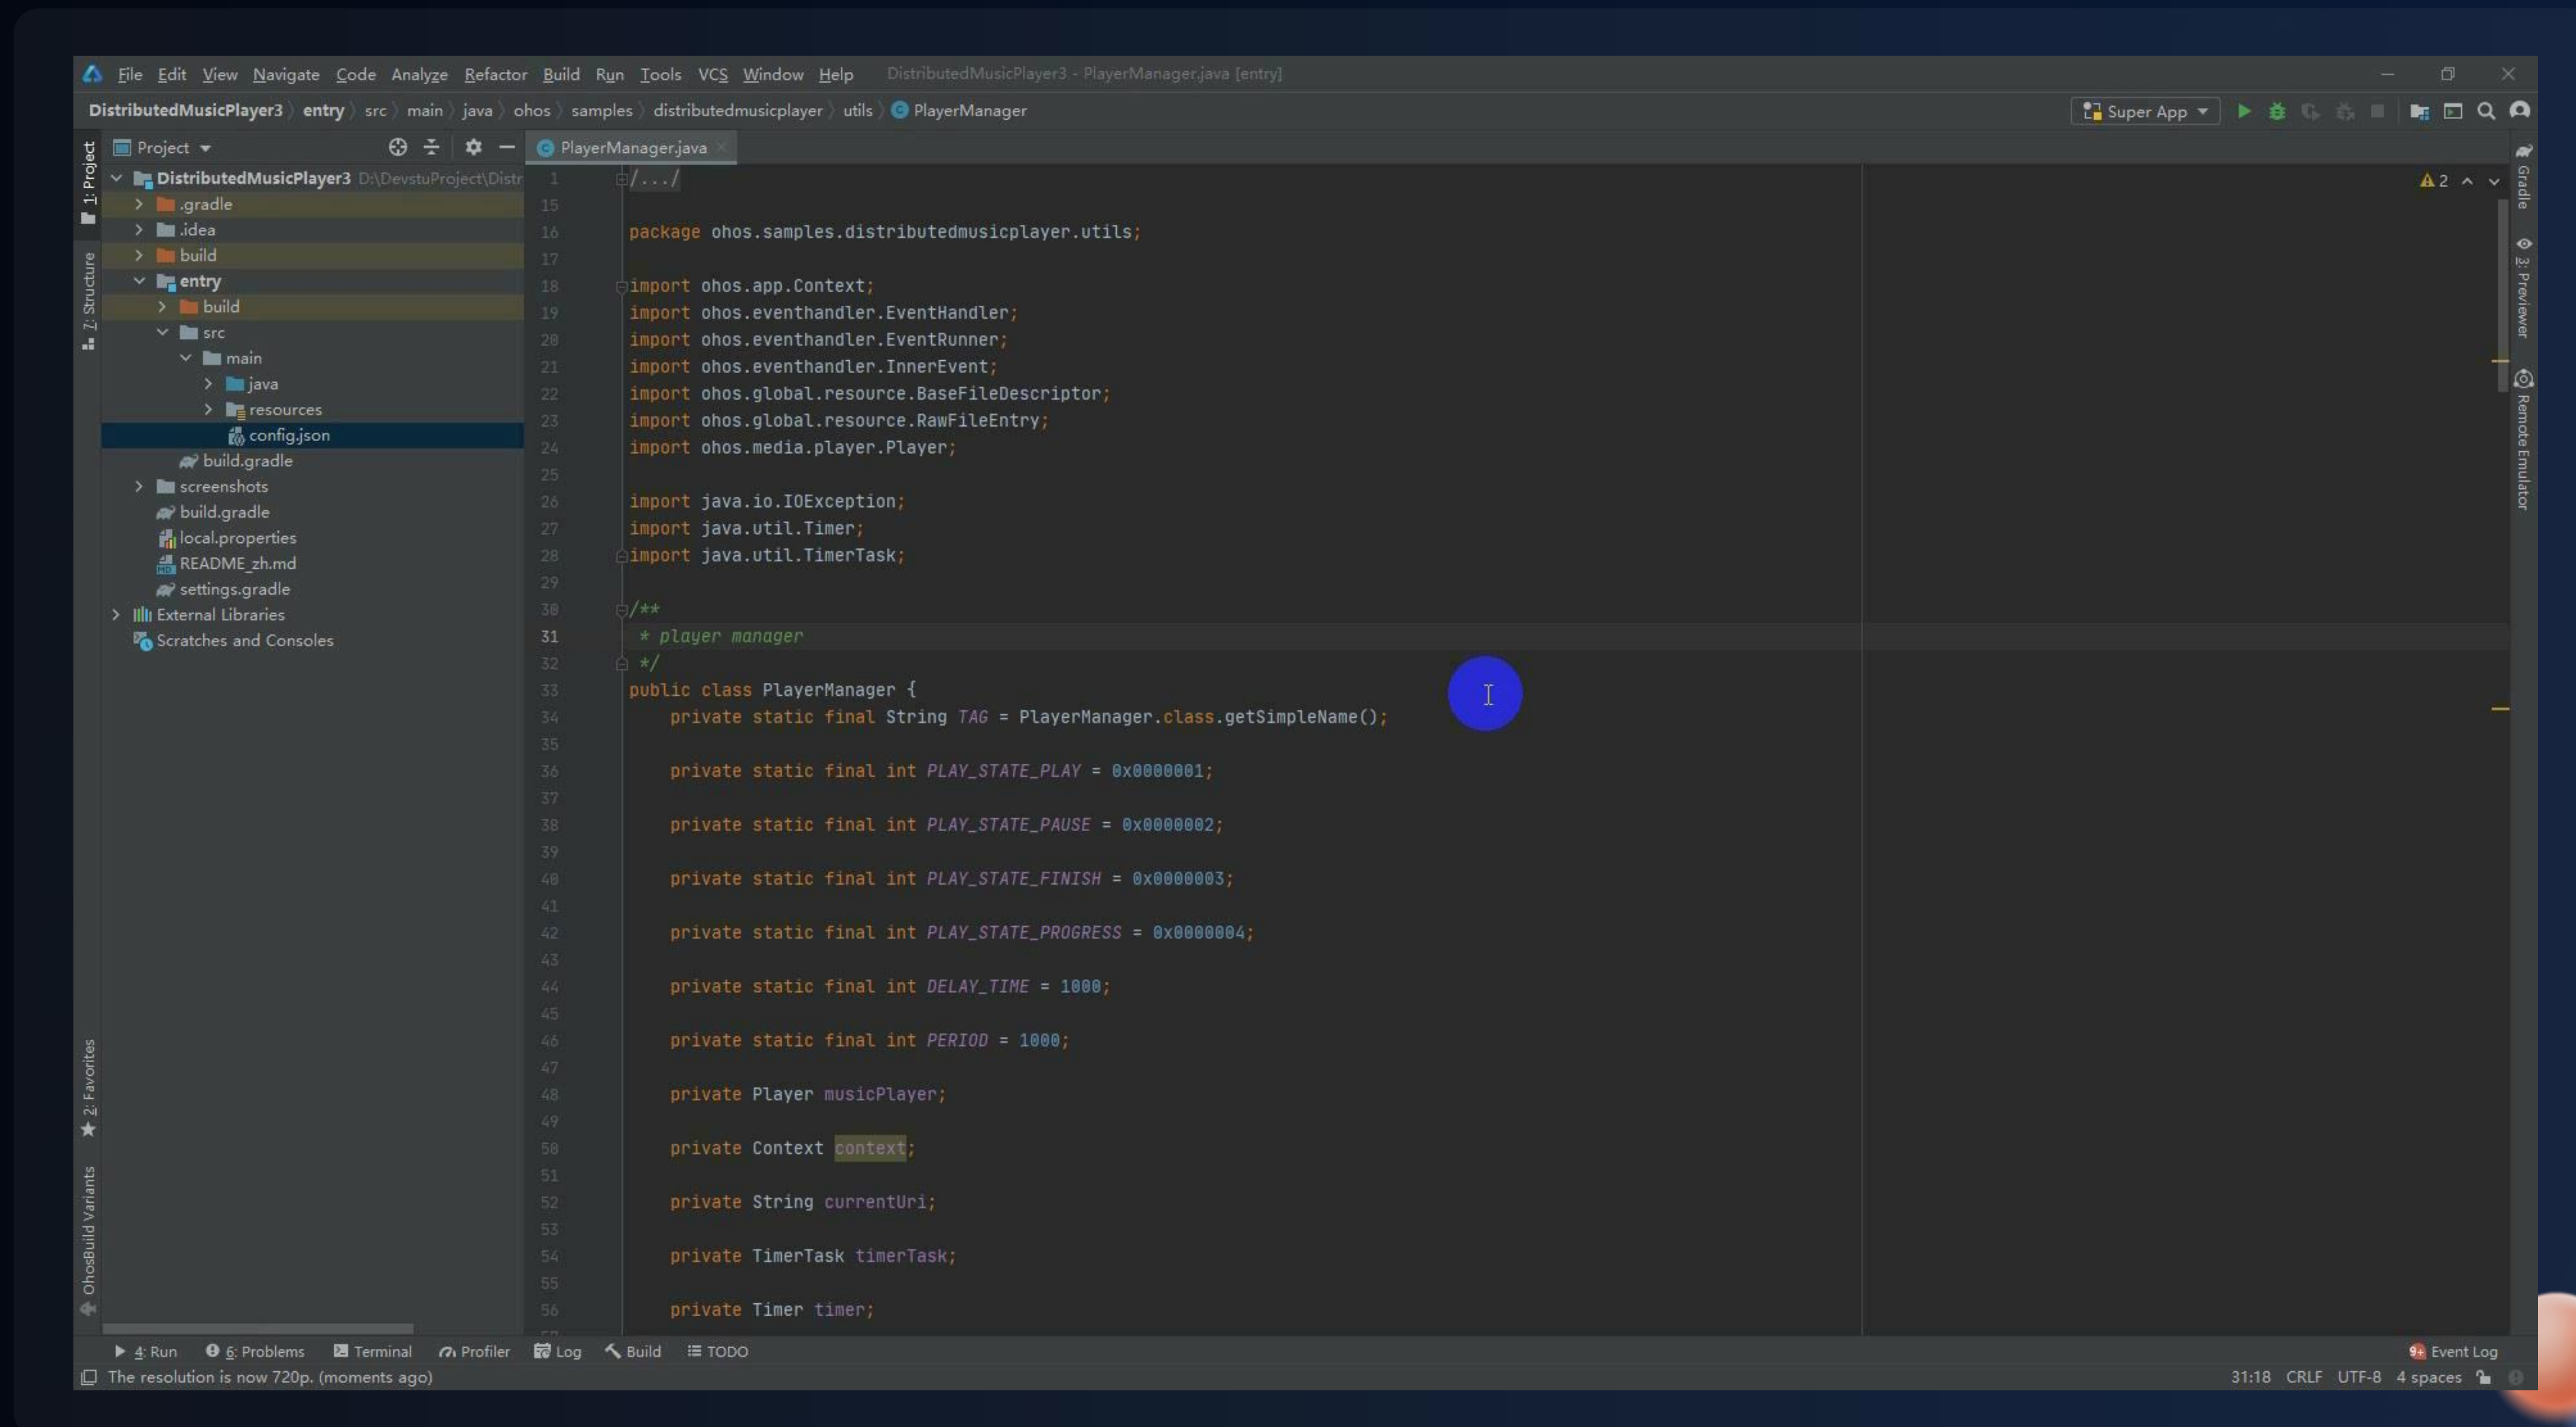 File Edit View Navigate Code Analyze Refactor Build Run Tools VCS Window Help DistributedMusicPlayer3 - PlayerManager.java [entry]
DistributedMusicPlayer3 entry src main java ohos samples distributedmusicplayer utils PlayerManager
Super App
1: Project
7: Structure
2: Favorites
OhosBuild Variants
Project
DistributedMusicPlayer3 D:\DevstuProject\Distr
.gradle
.idea
build
entry
build
src
main
java
resources
config.json
build.gradle
screenshots
build.gradle
local.properties
README_zh.md
settings.gradle
External Libraries
Scratches and Consoles
PlayerManager.java
1 /.../
15
16 package ohos.samples.distributedmusicplayer.utils;
17
18 import ohos.app.Context;
19 import ohos.eventhandler.EventHandler;
20 import ohos.eventhandler.EventRunner;
21 import ohos.eventhandler.InnerEvent;
22 import ohos.global.resource.BaseFileDescriptor;
23 import ohos.global.resource.RawFileEntry;
24 import ohos.media.player.Player;
25
26 import java.io.IOException;
27 import java.util.Timer;
28 import java.util.TimerTask;
29
30 /**
31 * player manager
32 */
33 public class PlayerManager {
34 private static final String TAG = PlayerManager.class.getSimpleName();
35
36 private static final int PLAY_STATE_PLAY = 0x0000001;
37
38 private static final int PLAY_STATE_PAUSE = 0x0000002;
39
40 private static final int PLAY_STATE_FINISH = 0x0000003;
41
42 private static final int PLAY_STATE_PROGRESS = 0x0000004;
43
44 private static final int DELAY_TIME = 1000;
45
46 private static final int PERIOD = 1000;
47
48 private Player musicPlayer;
49
50 private Context context;
51
52 private String currentUri;
53
54 private TimerTask timerTask;
55
56 private Timer timer;
2
Gradle
3: Previewer
Remote Emulator
4: Run 6: Problems Terminal Profiler Log Build TODO
9+ Event Log
The resolution is now 720p. (moments ago)
31:18 CRLF UTF-8 4 spaces